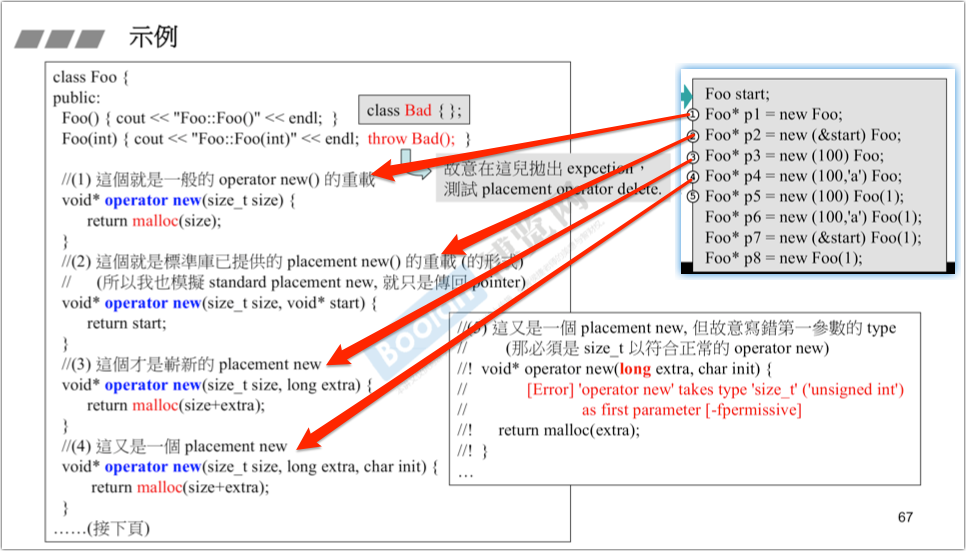 示例
class Foo {
public:
Foo() { cout << "Foo::Foo()" << endl; }
Foo(int) { cout << "Foo::Foo(int)" << endl; throw Bad(); }
class Bad { };
故意在這兒拋出 expcetion,
測試 placement operator delete.
//(1) 這個就是一般的 operator new() 的重載
void* operator new(size_t size) {
return malloc(size);
}
//(2) 這個就是標準庫已提供的 placement new() 的重載 (的形式)
// (所以我也模擬 standard placement new, 就只是傳回 pointer)
void* operator new(size_t size, void* start) {
return start;
}
//(3) 這個才是嶄新的 placement new
void* operator new(size_t size, long extra) {
return malloc(size+extra);
}
//(4) 這又是一個 placement new
void* operator new(size_t size, long extra, char init) {
return malloc(size+extra);
}
……(接下頁)
Foo start;
① Foo* p1 = new Foo;
② Foo* p2 = new (&start) Foo;
③ Foo* p3 = new (100) Foo;
④ Foo* p4 = new (100,'a') Foo;
⑤ Foo* p5 = new (100) Foo(1);
Foo* p6 = new (100,'a') Foo(1);
Foo* p7 = new (&start) Foo(1);
Foo* p8 = new Foo(1);
//(5) 這又是一個 placement new, 但故意寫錯第一參數的 type
// (那必須是 size_t 以符合正常的 operator new)
//! void* operator new(long extra, char init) {
// [Error] 'operator new' takes type 'size_t' ('unsigned int')
// as first parameter [-fpermissive]
//! return malloc(extra);
//! }
…
Boolan
67